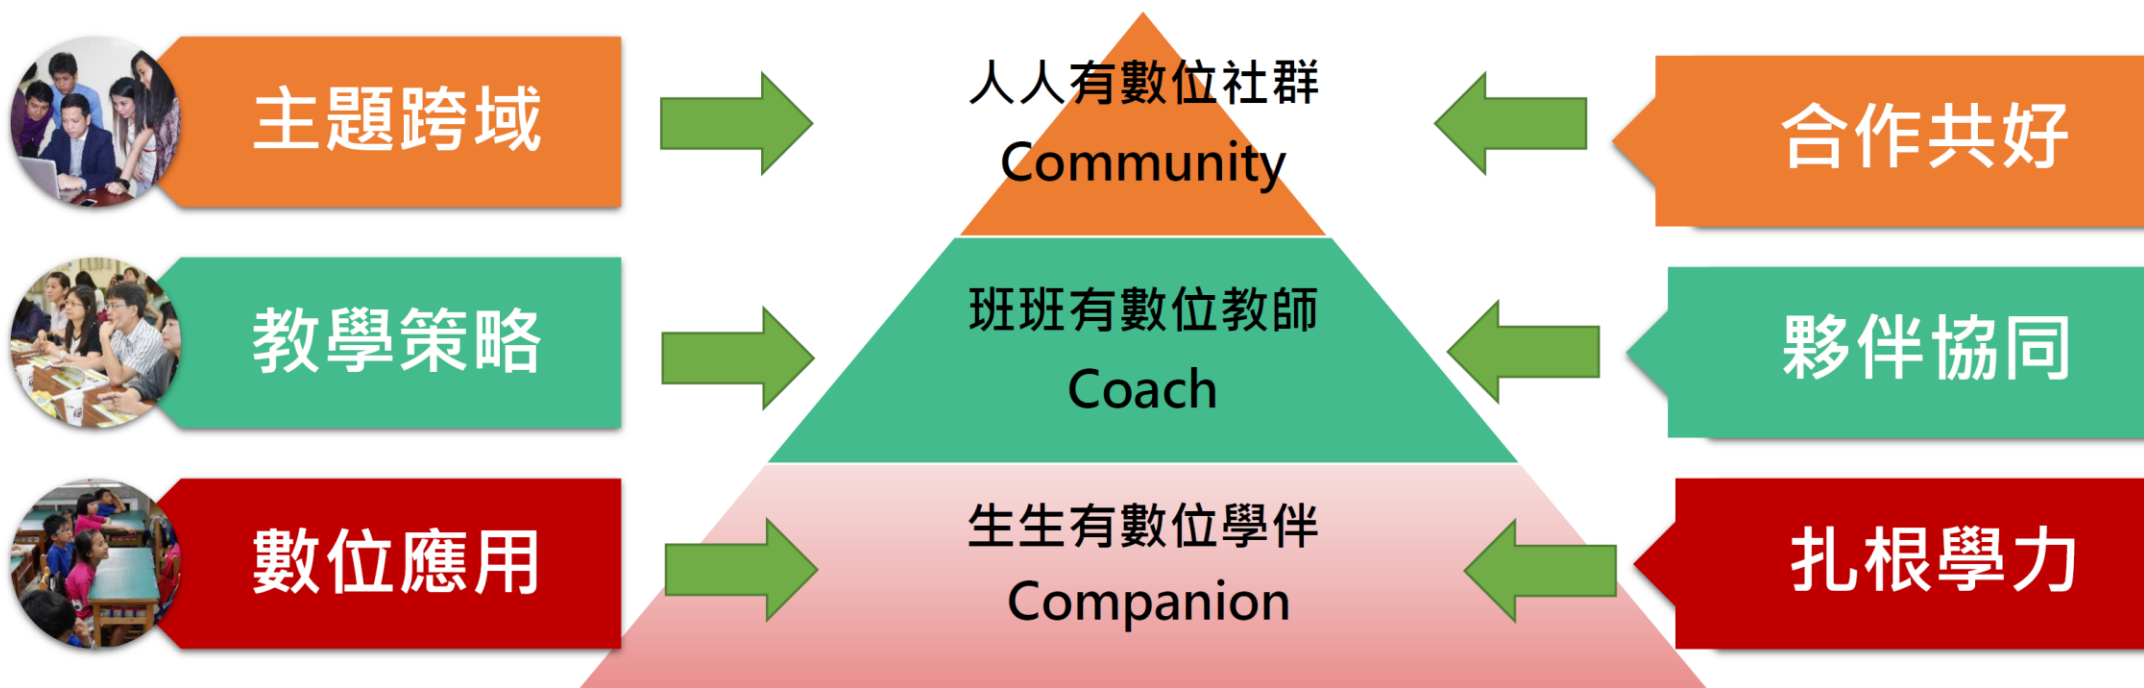 主題跨域
人人有數位社群
Community
合作共好
教學策略
班班有數位教師
Coach
夥伴協同
數位應用
生生有數位學伴
Companion
扎根學力